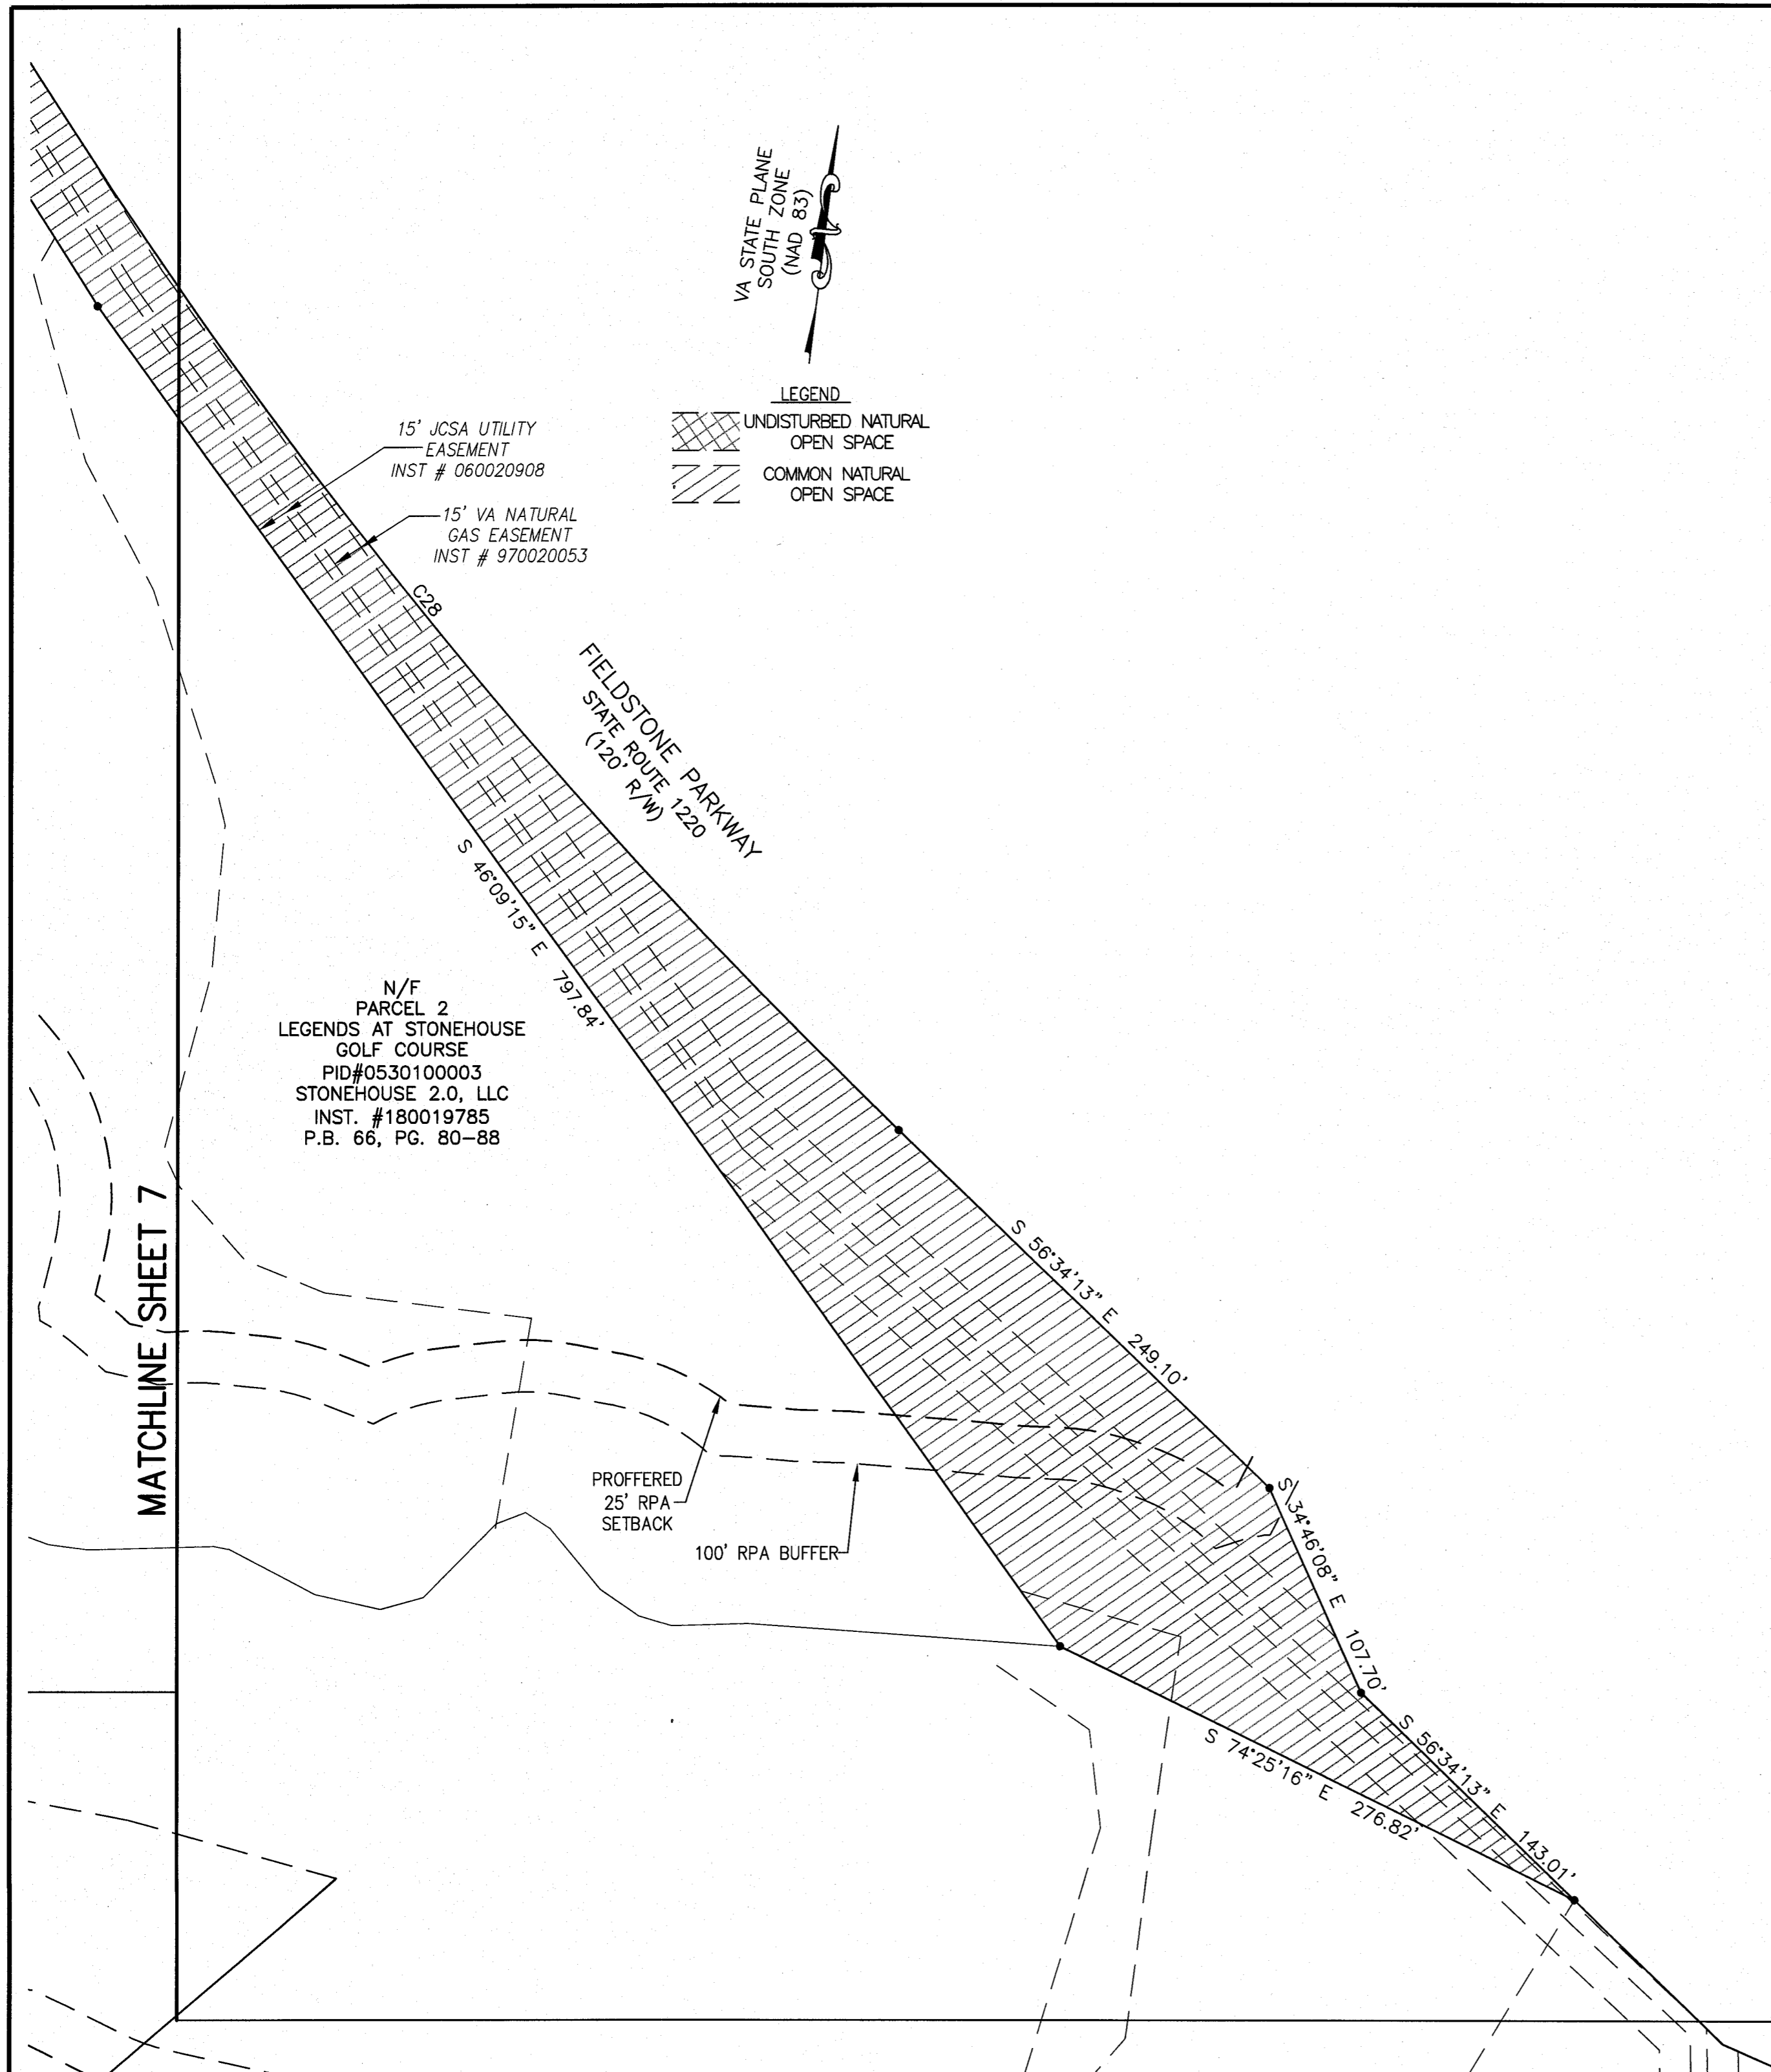 VA STATE PLANE
SOUTH ZONE
(NAD 83)
LEGEND
UNDISTURBED NATURAL
OPEN SPACE
COMMON NATURAL
OPEN SPACE
15' JCSA UTILITY
EASEMENT
INST # 060020908
15' VA NATURAL
GAS EASEMENT
INST # 970020053
C28
FIELDSTONE PARKWAY
STATE ROUTE 1220
(120' R/W)
S 46°09'15" E 797.84'
N/F
PARCEL 2
LEGENDS AT STONEHOUSE
GOLF COURSE
PID#0530100003
STONEHOUSE 2.0, LLC
INST. #180019785
P.B. 66, PG. 80-88
MATCHLINE SHEET 7
S 56°34'13" E 249.10'
PROFFERED
25' RPA
SETBACK
100' RPA BUFFER
S 34°46'08" E 107.70'
S 56°34'13" E 143.01'
S 74°25'16" E 276.82'